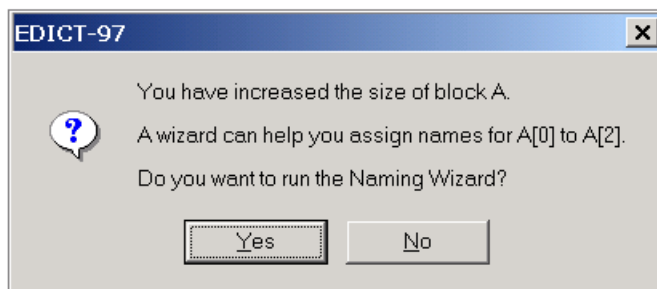 EDICT-97
You have increased the size of block A.
A wizard can help you assign names for A[0] to A[2].
Do you want to run the Naming Wizard?
Yes No